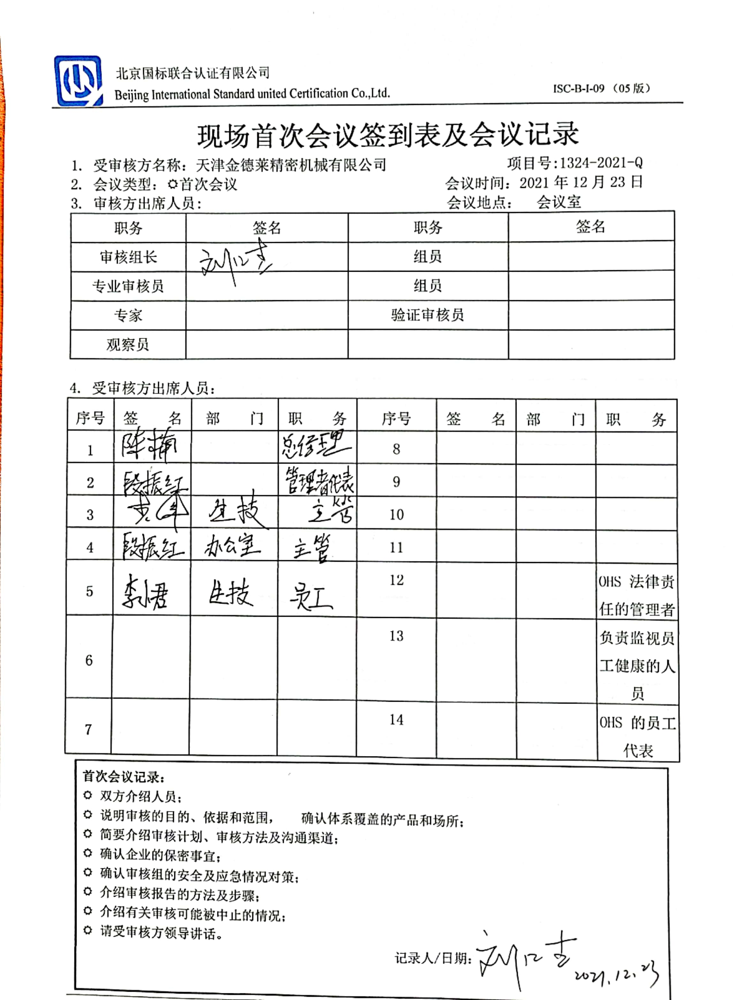 北京国标联合认证有限公司
Beijing International Standard united Certification Co.,Ltd.
ISC-B-I-09 （05 版）
现场首次会议签到表及会议记录
1. 受审核方名称：天津金德莱精密机械有限公司 项目号:1324-2021-Q
2. 会议类型：首次会议 会议时间：2021 年 12 月 23 日
3. 审核方出席人员： 会议地点： 会议室
职务 签名 职务 签名
审核组长 组员
专业审核员 组员
专家 验证审核员
观察员
4. 受审核方出席人员：
序号 签 名 部 门 职 务 序号 签 名 部 门 职 务
1 陈楠 总经理 8
2 段振红 管理者代表 9
3 生技 主管 10
4 段振红 办公室 主管 11
5 李小君 生技 员工 12 OHS 法律责
任的管理者
6 13 负责监视员
工健康的人
员
7 14 OHS 的员工
代表
首次会议记录：
双方介绍人员；
说明审核的目的、依据和范围， 确认体系覆盖的产品和场所；
简要介绍审核计划、审核方法及沟通渠道；
确认企业的保密事宜；
确认审核组的安全及应急情况对策；
介绍审核报告的方法及步骤；
介绍有关审核可能被中止的情况；
请受审核方领导讲话。
记录人/日期：
2021.12.23